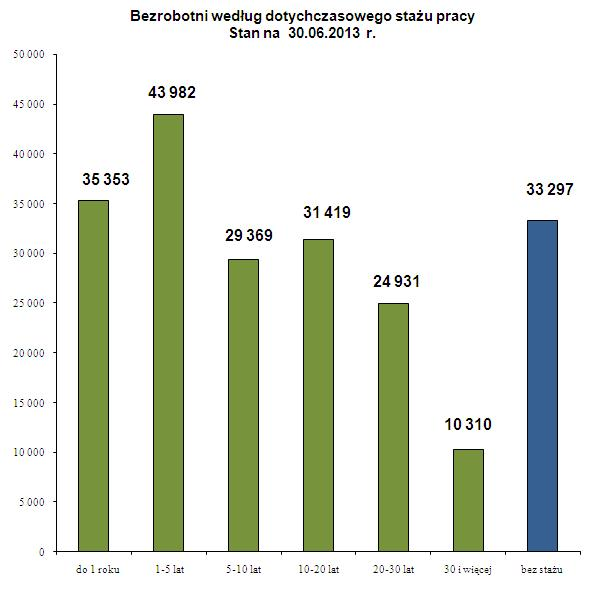 Bezrobotni według dotychczasowego stażu pracy
Stan na 30.06.2013 r.
50 000
45 000
40 000
35 000
30 000
25 000
20 000
15 000
10 000
5 000
0
35 353
43 982
29 369
31 419
24 931
10 310
33 297
do 1 roku
1-5 lat
5-10 lat
10-20 lat
20-30 lat
30 i więcej
bez stażu